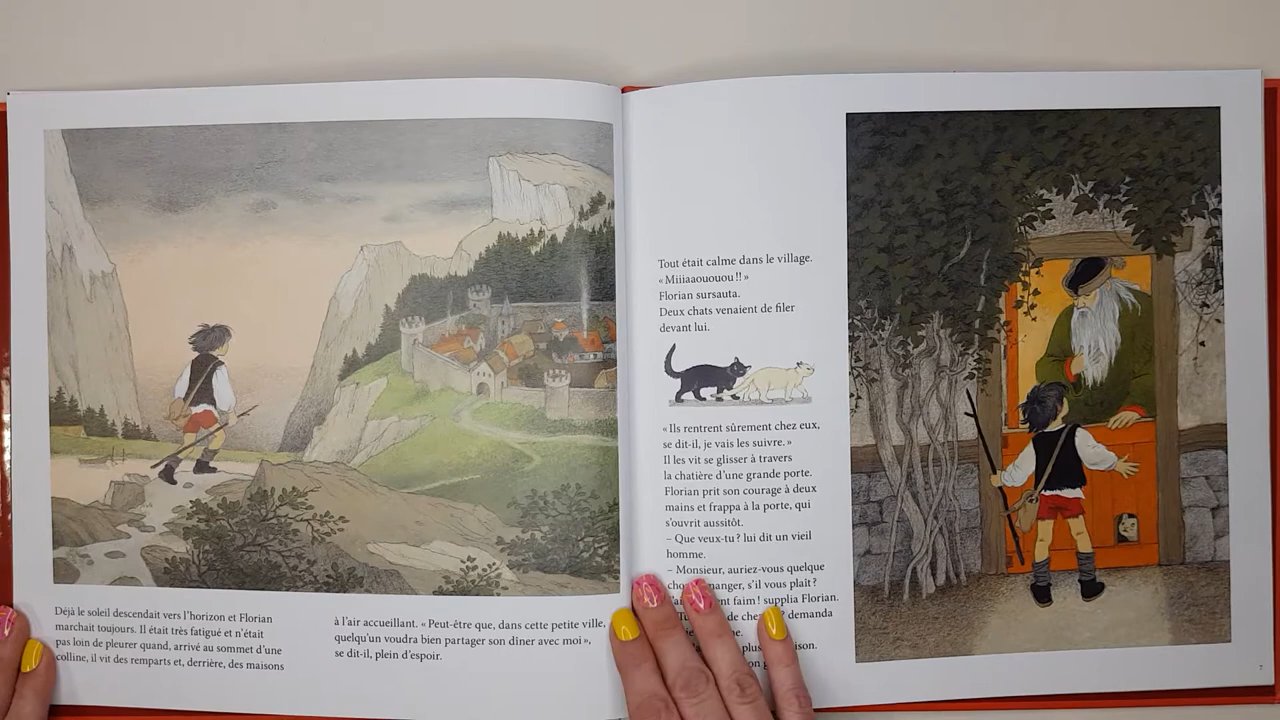 Déjà le soleil descendait vers l'horizon et Florian
marchait toujours. Il était très fatigué et n'était
pas loin de pleurer quand, arrivé au sommet d'une
colline, il vit des remparts et, derrière, des maisons
à l'air accueillant. « Peut-être que, dans cette petite ville,
quelqu'un voudra bien partager son dîner avec moi »,
se dit-il, plein d'espoir.
Tout était calme dans le village.
« Miiiaaououou !! »
Florian sursauta.
Deux chats venaient de filer
devant lui.
« Ils rentrent sûrement chez eux,
se dit-il, je vais les suivre. »
Il les vit se glisser à travers
la chatière d'une grande porte.
Florian prit son courage à deux
mains et frappa à la porte, qui
s'ouvrit aussitôt.
– Que veux-tu ? lui dit un vieil
homme.
– Monsieur, auriez-vous quelque
manger, s'il vous plaît ?
faim ! supplia Florian.
de demanda
plus
7